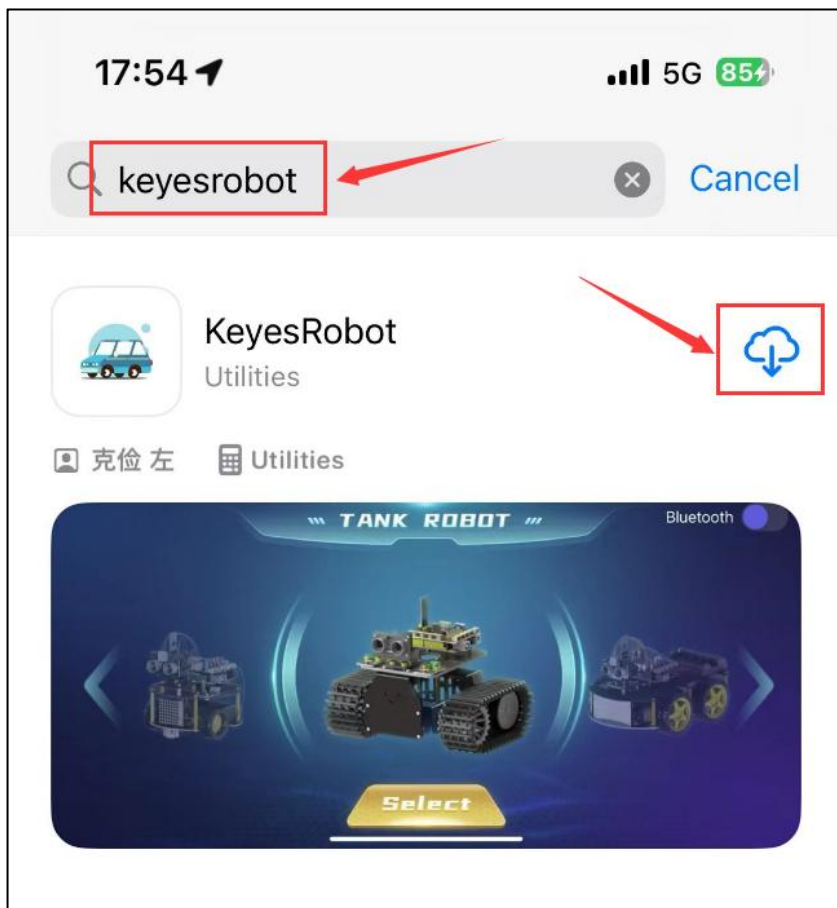 17:54 5G 85
keyesrobot Cancel
KeyesRobot
Utilities
克俭 左 Utilities
TANK ROBOT Bluetooth
Select